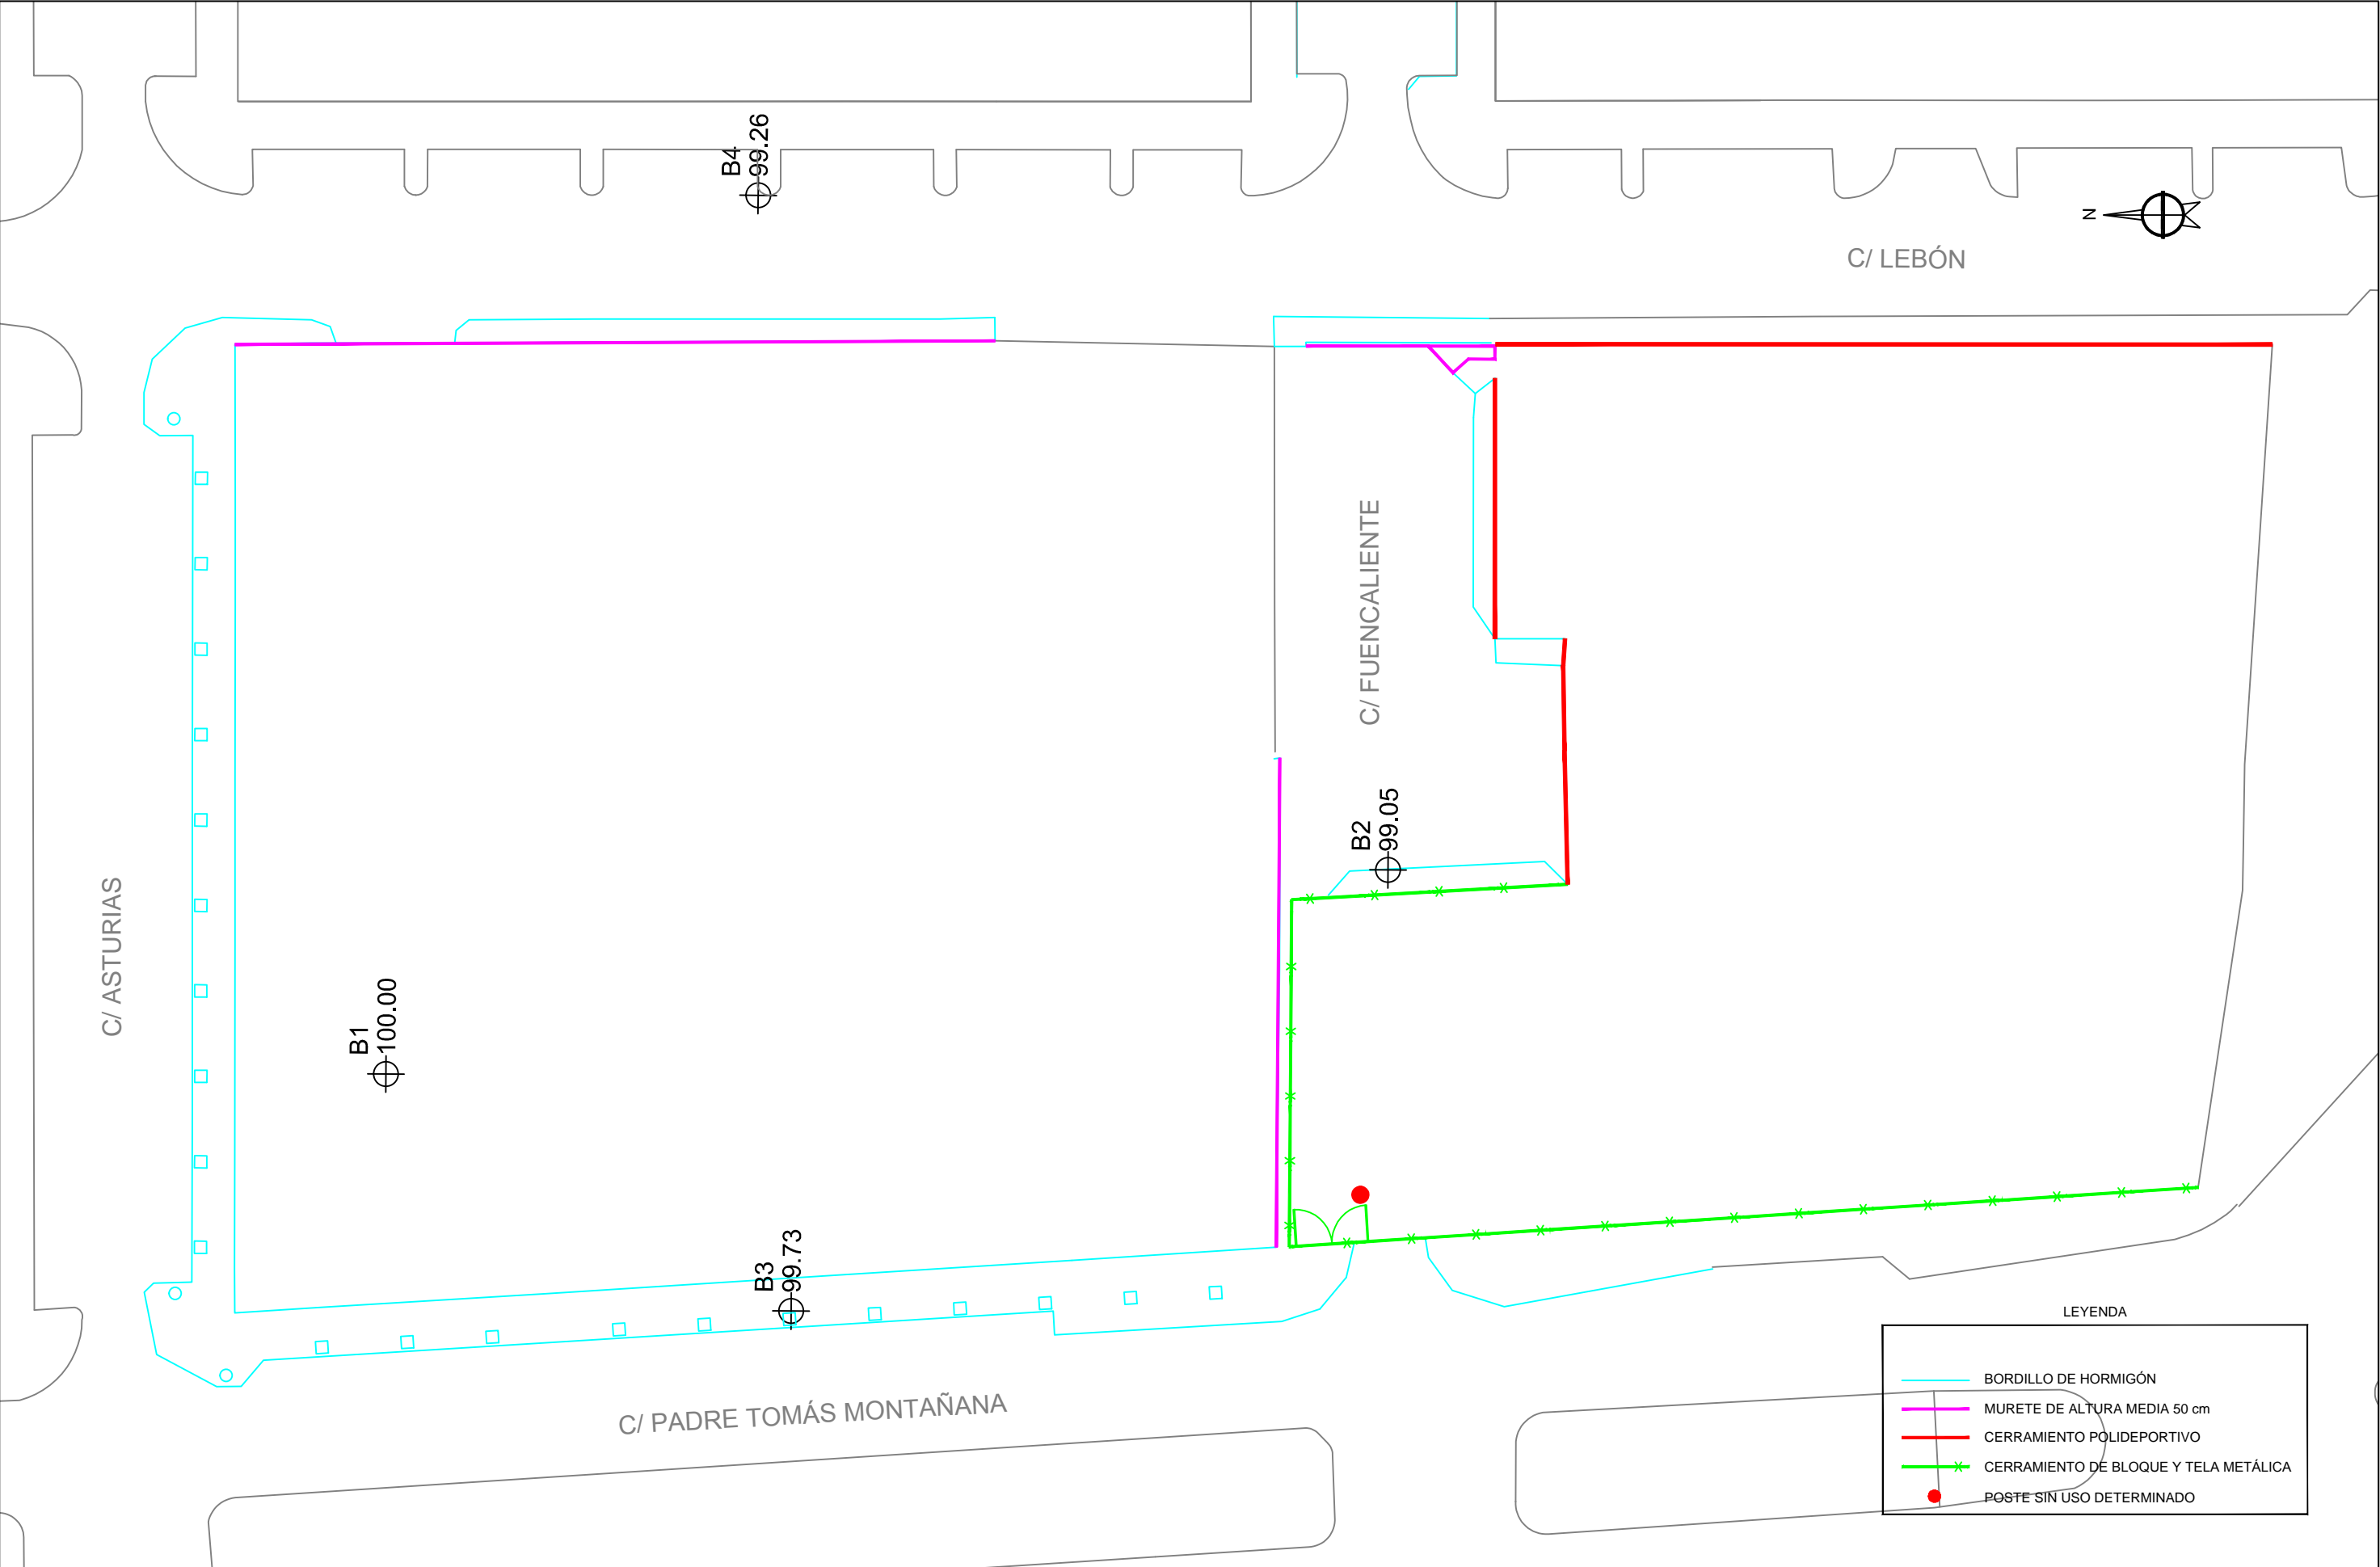 B4
99.26
N
C/ LEBÓN
C/ FUENCALIENTE
B2
99.05
C/ ASTURIAS
B1
100.00
B3
99.73
C/ PADRE TOMÁS MONTAÑANA
LEYENDA
BORDILLO DE HORMIGÓN
MURETE DE ALTURA MEDIA 50 cm
CERRAMIENTO POLIDEPORTIVO
CERRAMIENTO DE BLOQUE Y TELA METÁLICA
POSTE SIN USO DETERMINADO